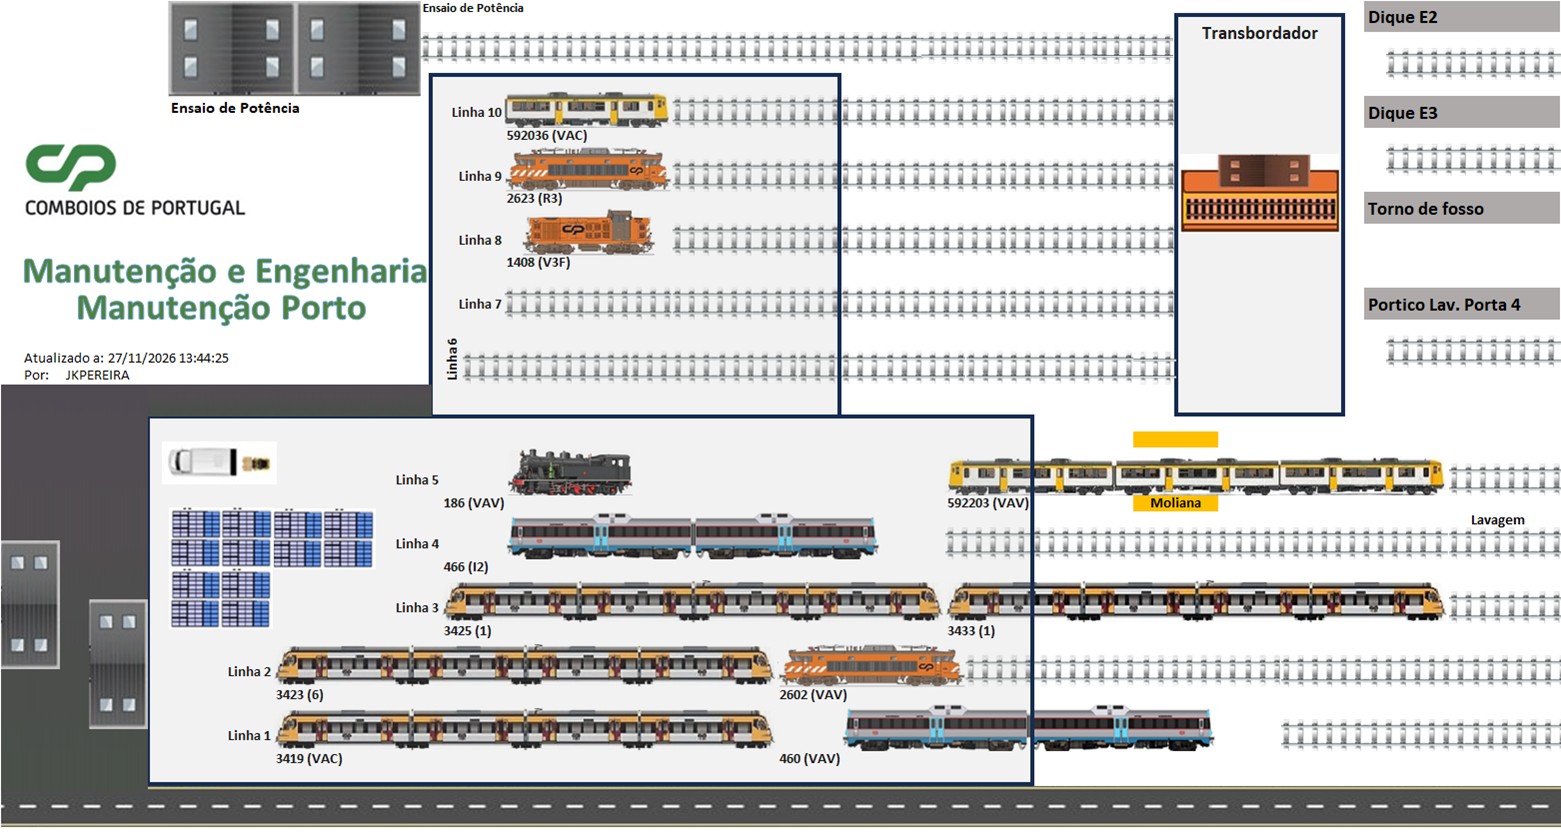 Ensaio de Potência
Ensaio de Potência
Transbordador
Dique E2
Dique E3
Torno de fosso
Portico Lav. Porta 4
COMBOIOS DE PORTUGAL
Manutenção e Engenharia
Manutenção Porto
Atualizado a: 27/11/2026 13:44:25
Por: JKPEREIRA
Linha 10
592036 (VAC)
Linha 9
2623 (R3)
Linha 8
1408 (V3F)
Linha 7
Linha 6
Linha 5
186 (VAV)
592203 (VAV)
Moliana
Lavagem
Linha 4
466 (I2)
Linha 3
3425 (1)
3433 (1)
Linha 2
3423 (6)
2602 (VAV)
Linha 1
3419 (VAC)
460 (VAV)